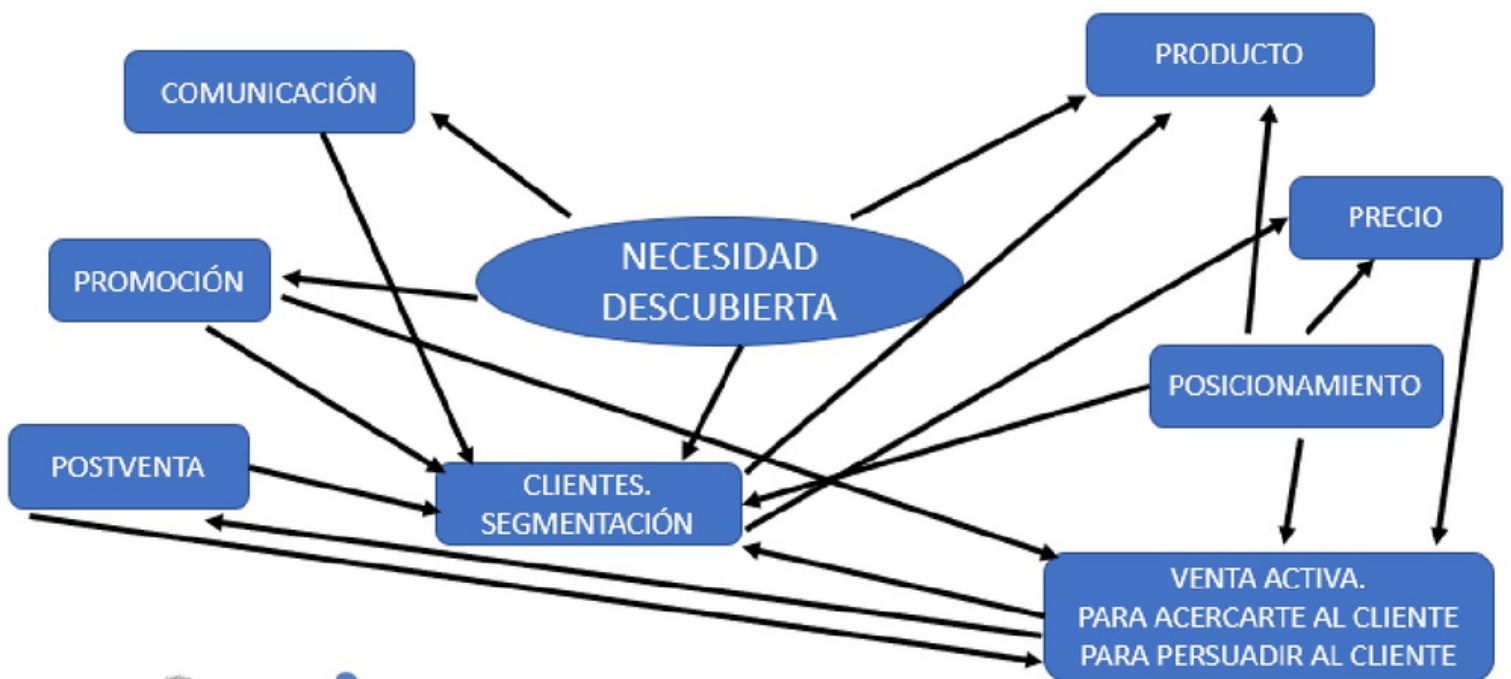 PRODUCTO
COMUNICACIÓN
PRECIO
NECESIDAD
DESCUBIERTA
PROMOCIÓN
POSICIONAMIENTO
POSTVENTA
CLIENTES.
SEGMENTACIÓN
VENTA ACTIVA.
PARA ACERCARTE AL CLIENTE
PARA PERSUADIR AL CLIENTE